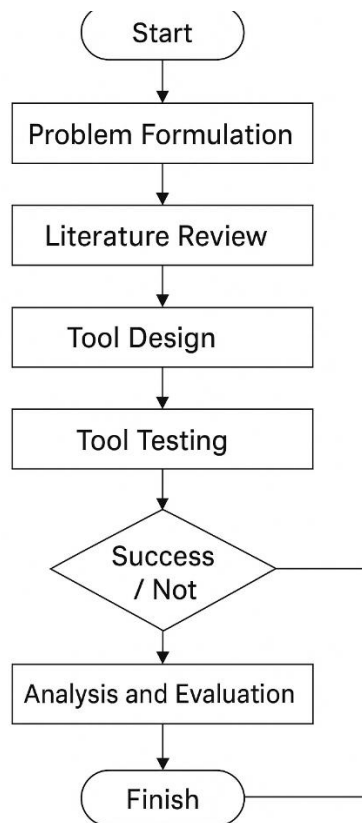 Start
Problem Formulation
Literature Review
Tool Design
Tool Testing
Success
/ Not
Analysis and Evaluation
Finish